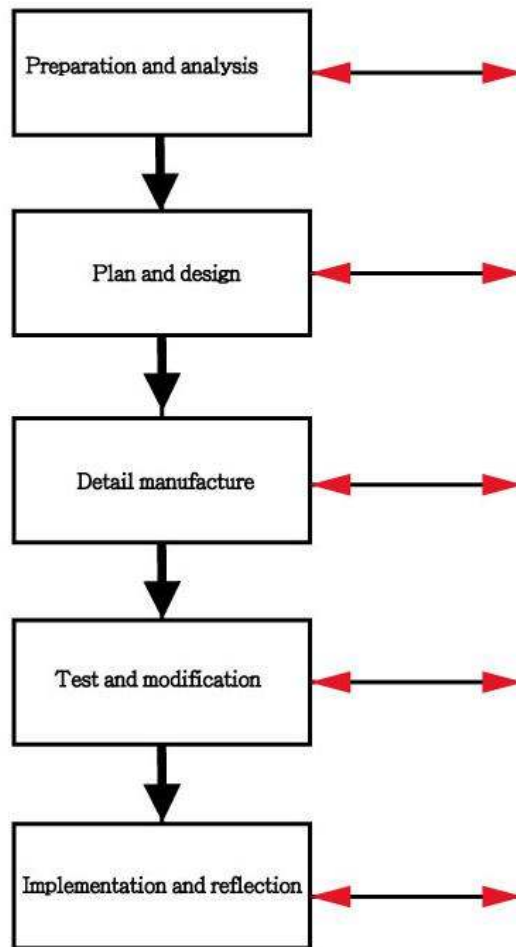 Preparation and analysis
Plan and design
Detail manufacture
Test and modification
Implementation and reflection